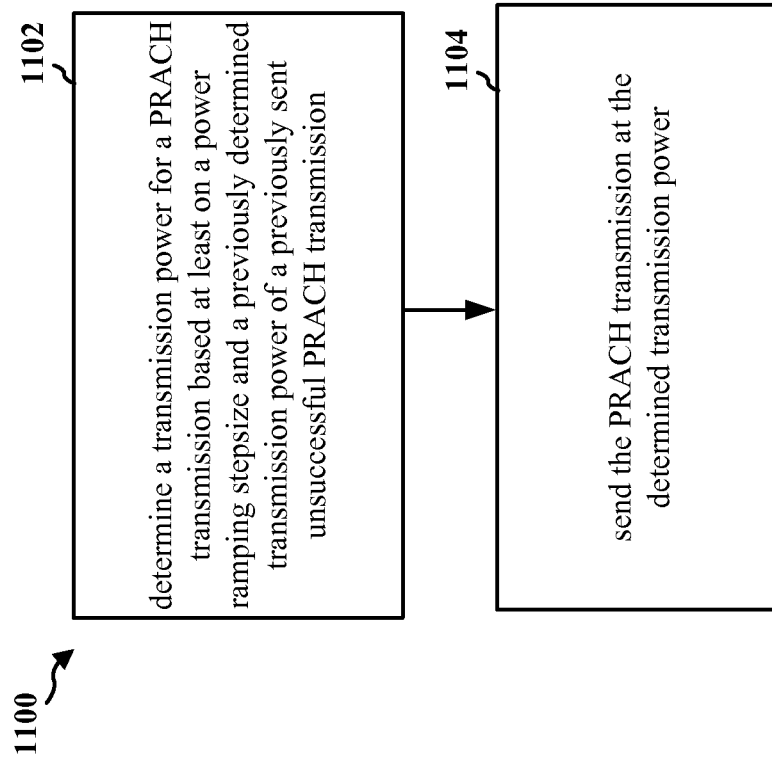 1100
1102
determine a transmission power for a PRACH
transmission based at least on a power
ramping stepsize and a previously determined
transmission power of a previously sent
unsuccessful PRACH transmission
1104
send the PRACH transmission at the
determined transmission power